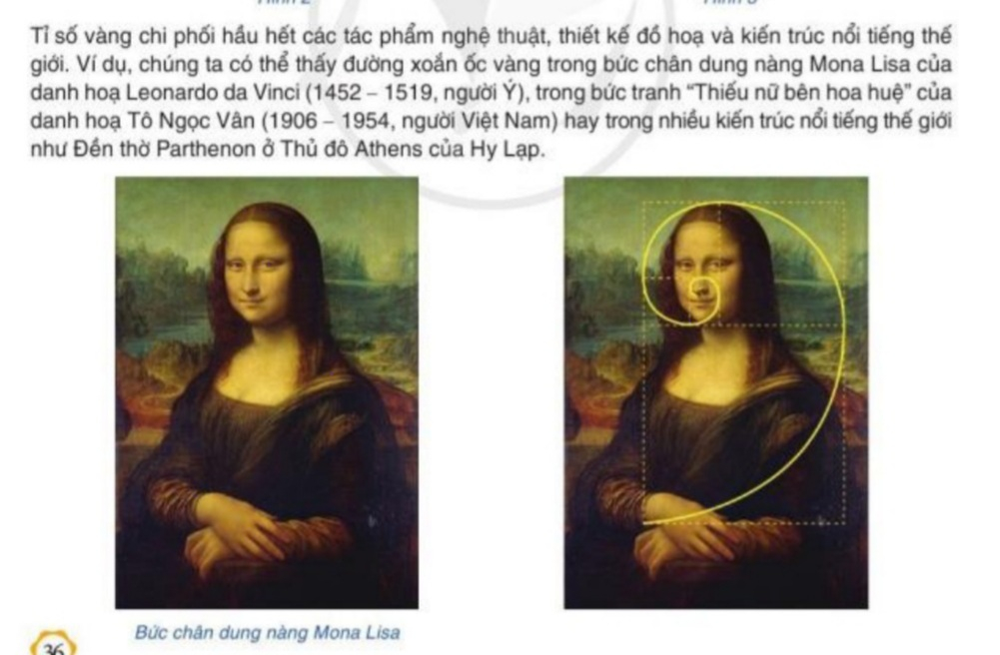 Tỉ số vàng chi phối hầu hết các tác phẩm nghệ thuật, thiết kế đồ hoạ và kiến trúc nổi tiếng thế
giới. Ví dụ, chúng ta có thể thấy đường xoắn ốc vàng trong bức chân dung nàng Mona Lisa của
danh hoạ Leonardo da Vinci (1452 – 1519, người Ý), trong bức tranh “Thiếu nữ bên hoa huệ” của
danh hoạ Tô Ngọc Vân (1906 – 1954, người Việt Nam) hay trong nhiều kiến trúc nổi tiếng thế giới
như Đền thờ Parthenon ở Thủ đô Athens của Hy Lạp.
Bức chân dung nàng Mona Lisa
36